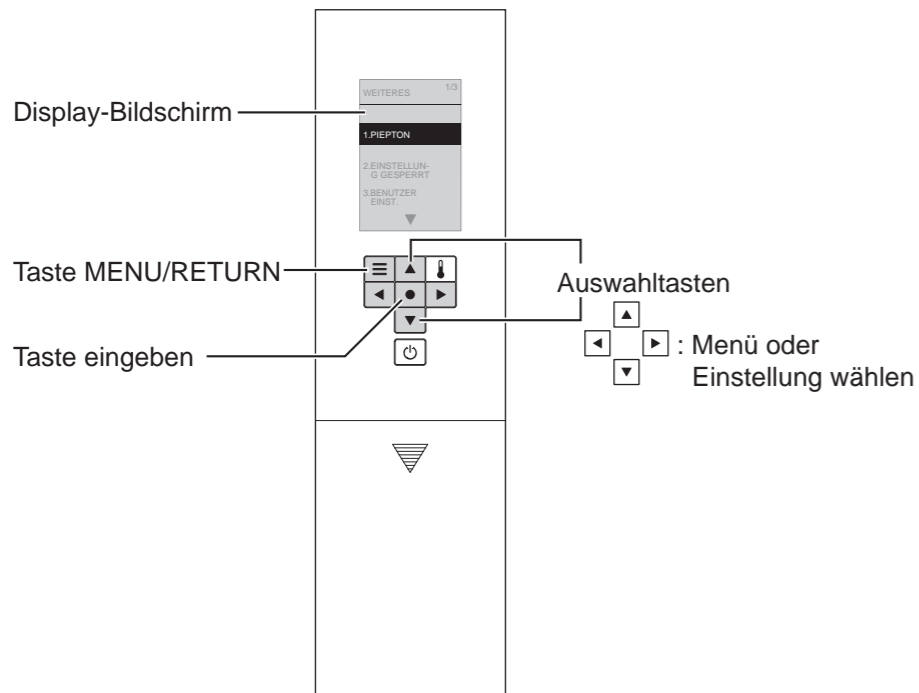 Display-Bildschirm
WEITERES 1/3
1.PIEPTON
2.EINSTELLUN-
G GESPERRT
3.BENUTZER
EINST.
Taste MENU/RETURN
Taste eingeben
Auswahltasten
: Menü oder
Einstellung wählen